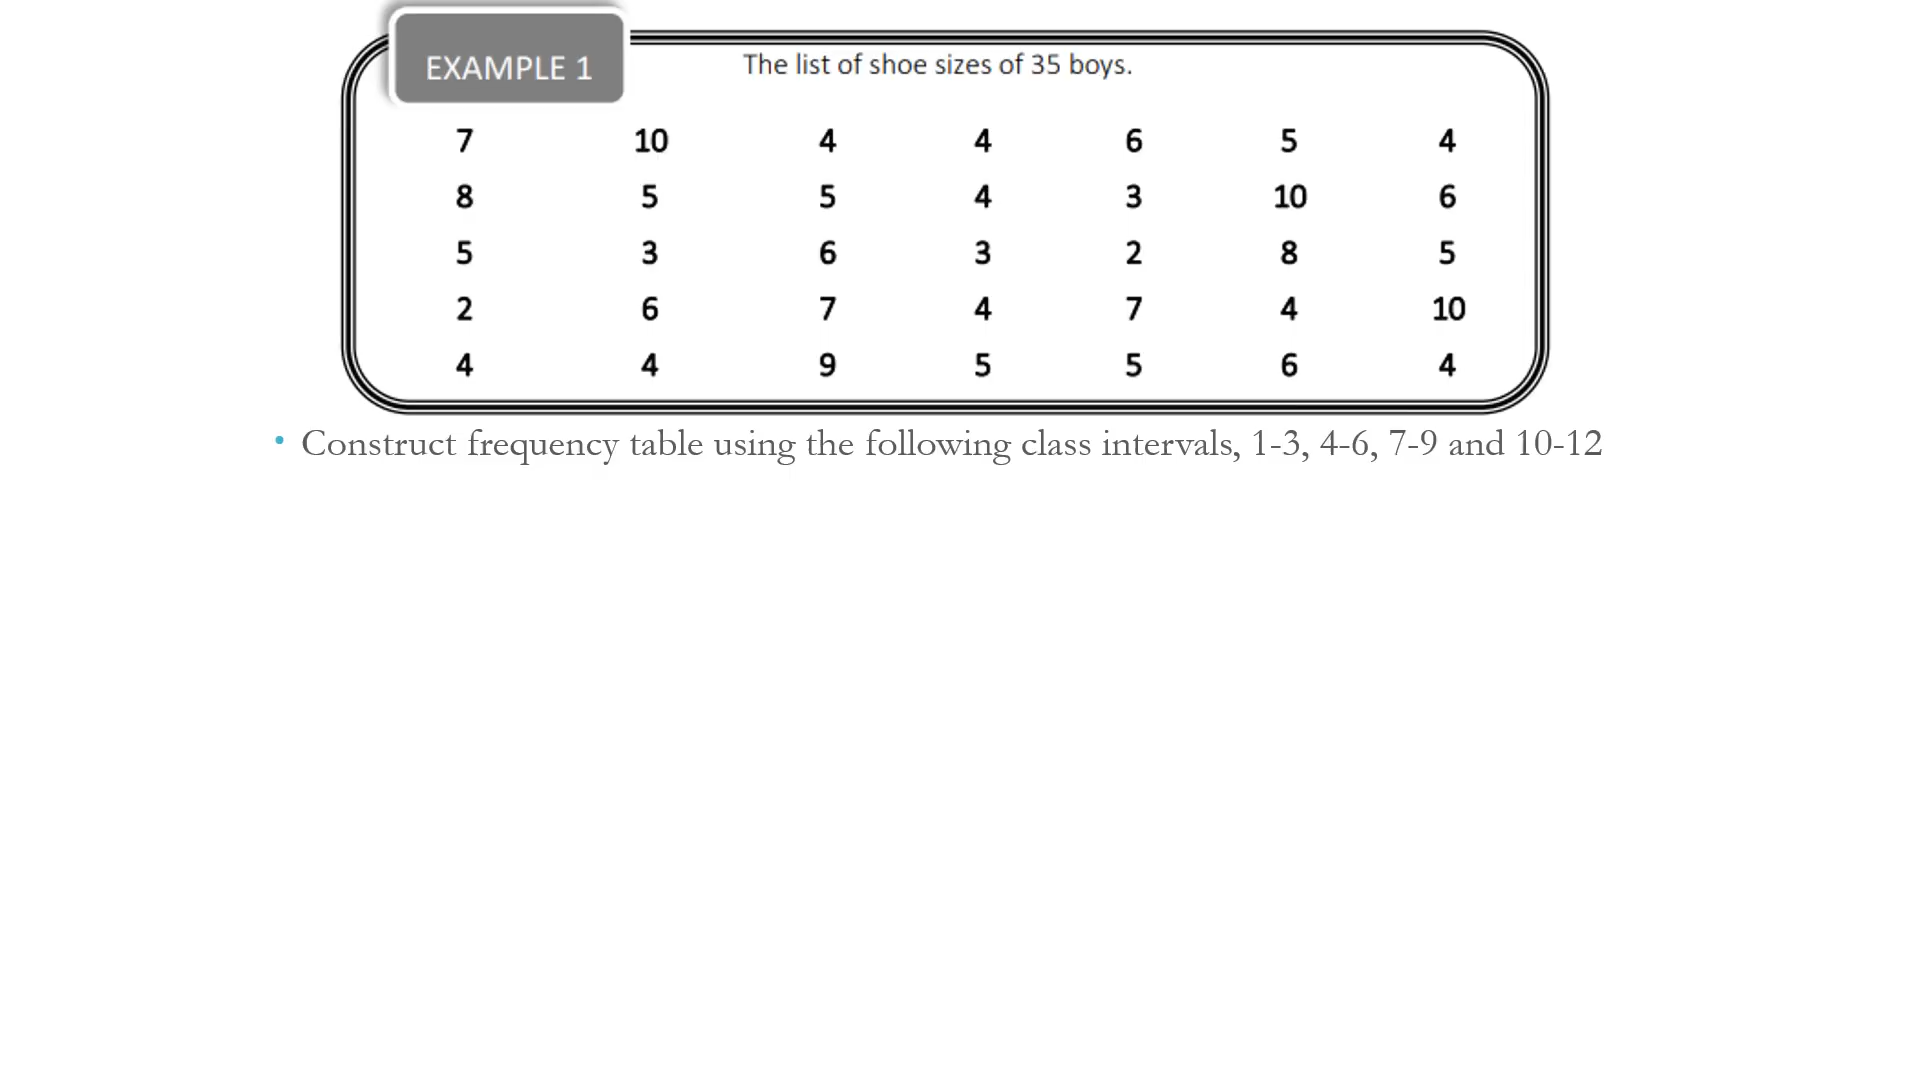 EXAMPLE 1
The list of shoe sizes of 35 boys.
7 10 4 4 6 5 4
8 5 5 4 3 10 6
5 3 6 3 2 8 5
2 6 7 4 7 4 10
4 4 9 5 5 6 4
• Construct frequency table using the following class intervals, 1-3, 4-6, 7-9 and 10-12